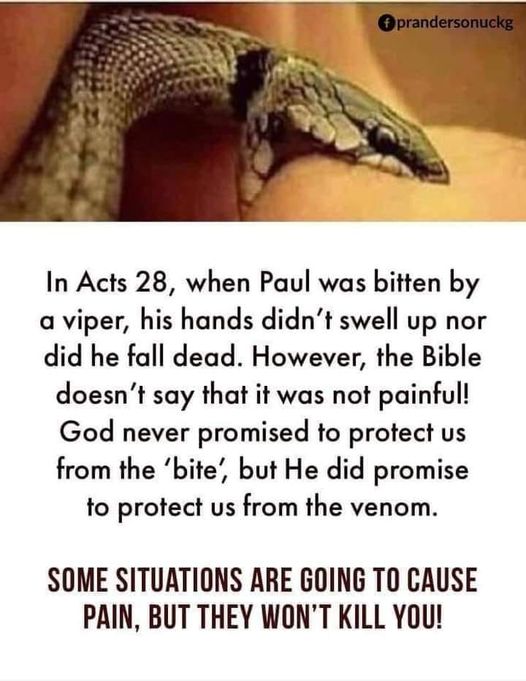 prandersonuckg
In Acts 28, when Paul was bitten by
a viper, his hands didn't swell up nor
did he fall dead. However, the Bible
doesn't say that it was not painful!
God never promised to protect us
from the 'bite', but He did promise
to protect us from the venom.
SOME SITUATIONS ARE GOING TO CAUSE
PAIN, BUT THEY WON'T KILL YOU!